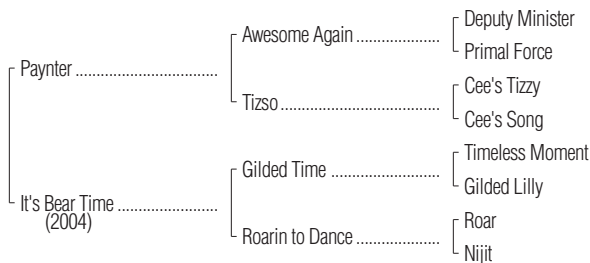 Deputy Minister
Awesome Again ....................
Primal Force
Paynter ..................................
Cee's Tizzy
Tizso ......................................
Cee's Song
Timeless Moment
Gilded Time ..........................
Gilded Lilly
It's Bear Time ........................
(2004)
Roar
Roarin to Dance ....................
Nijit